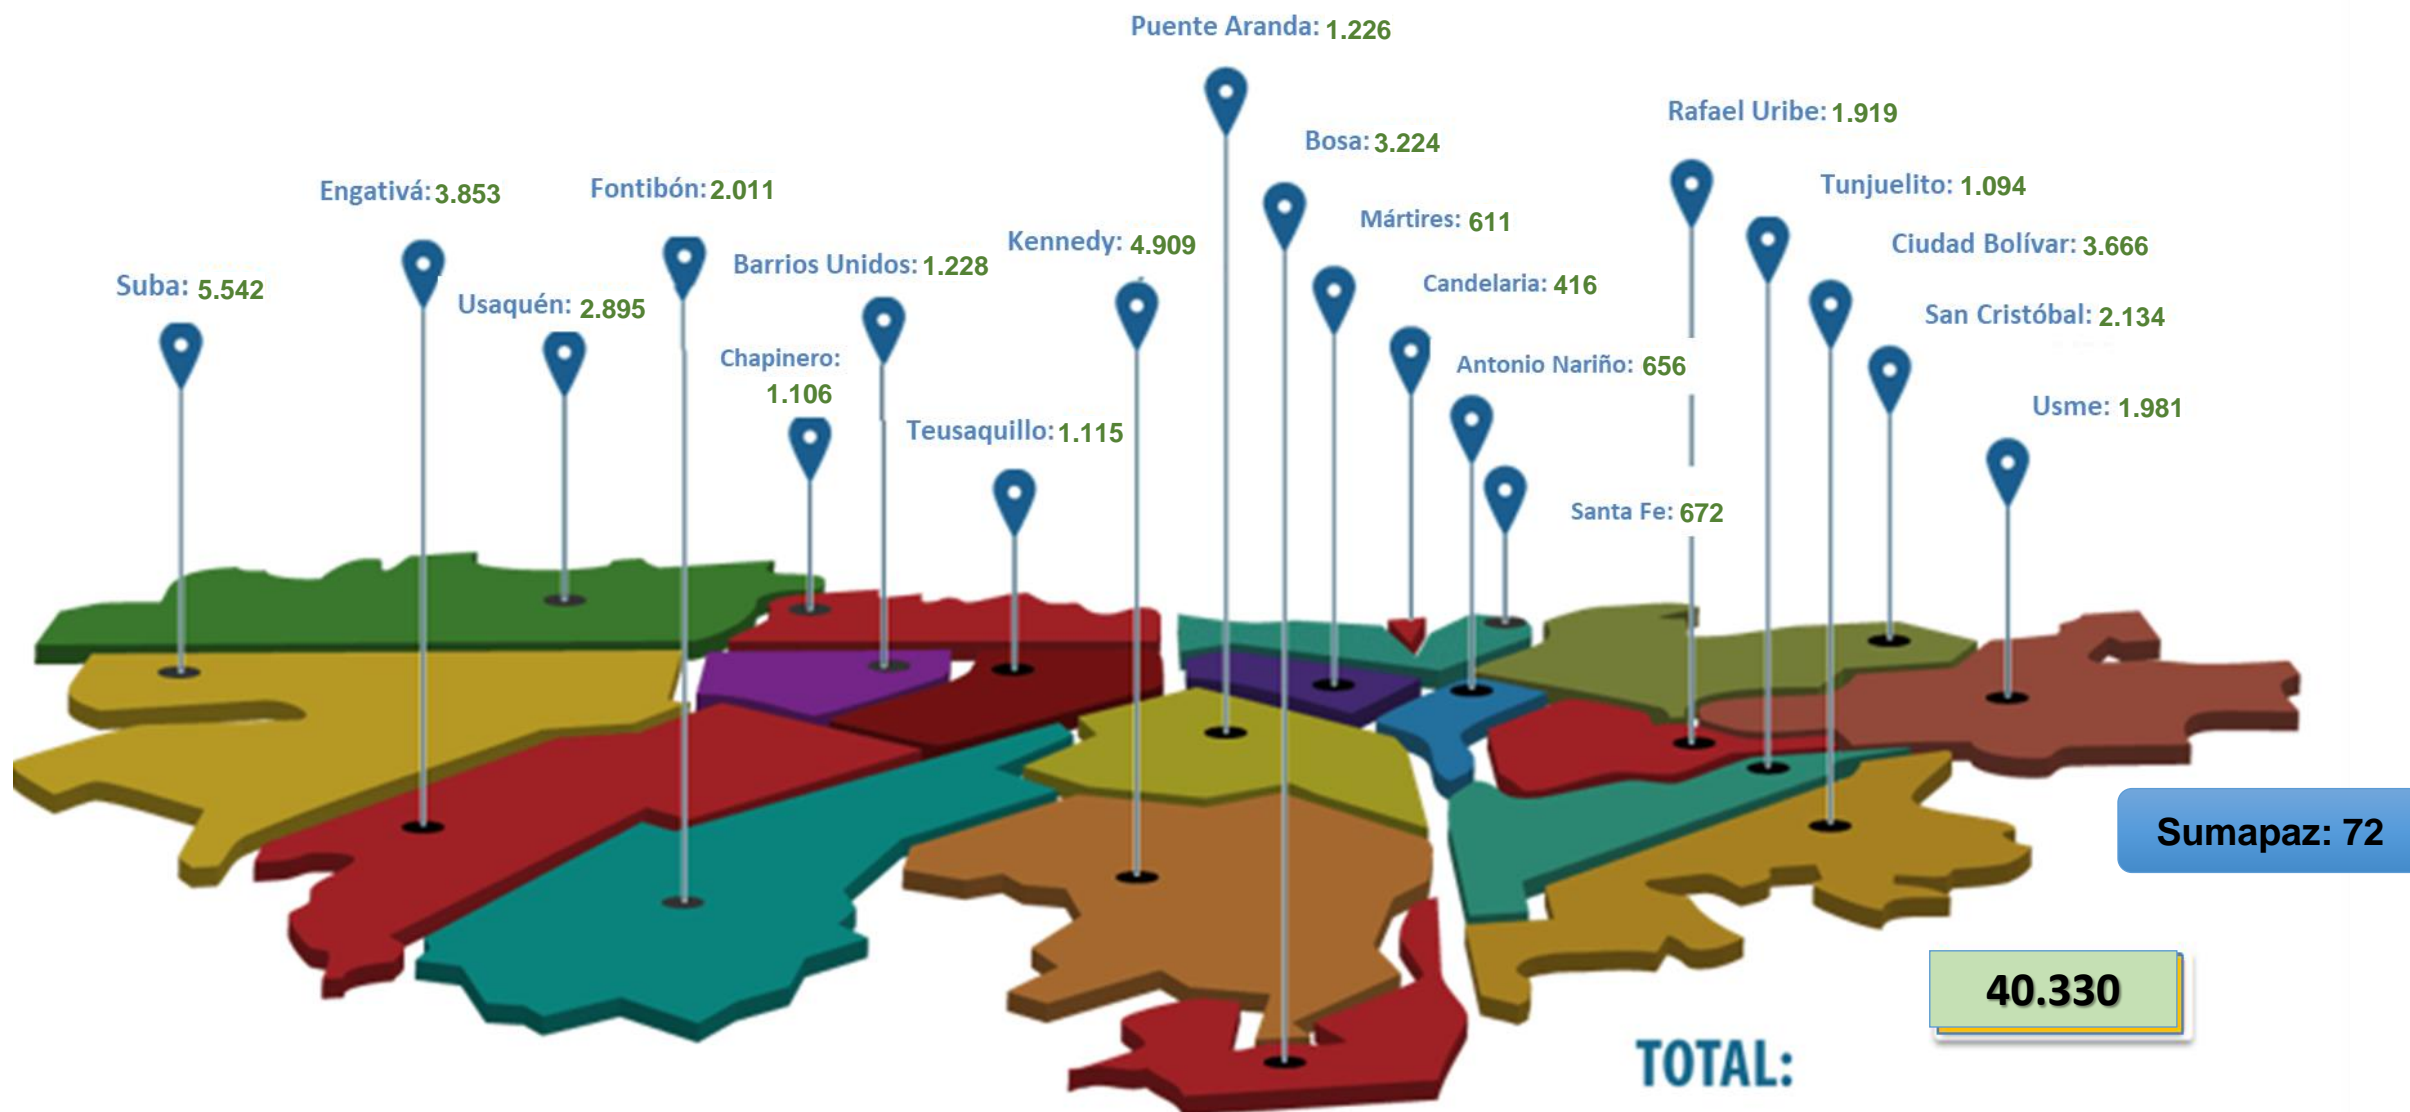 Puente Aranda: 1.226
Rafael Uribe: 1.919
Bosa: 3.224
Engativá: 3.853
Fontibón: 2.011
Tunjuelito: 1.094
Mártires: 611
Kennedy: 4.909
Ciudad Bolívar: 3.666
Barrios Unidos: 1.228
Suba: 5.542
Candelaria: 416
Usaquén: 2.895
San Cristóbal: 2.134
Chapinero:
1.106
Antonio Nariño: 656
Usme: 1.981
Teusaquillo: 1.115
Santa Fe: 672
Sumapaz: 72
40.330
TOTAL: